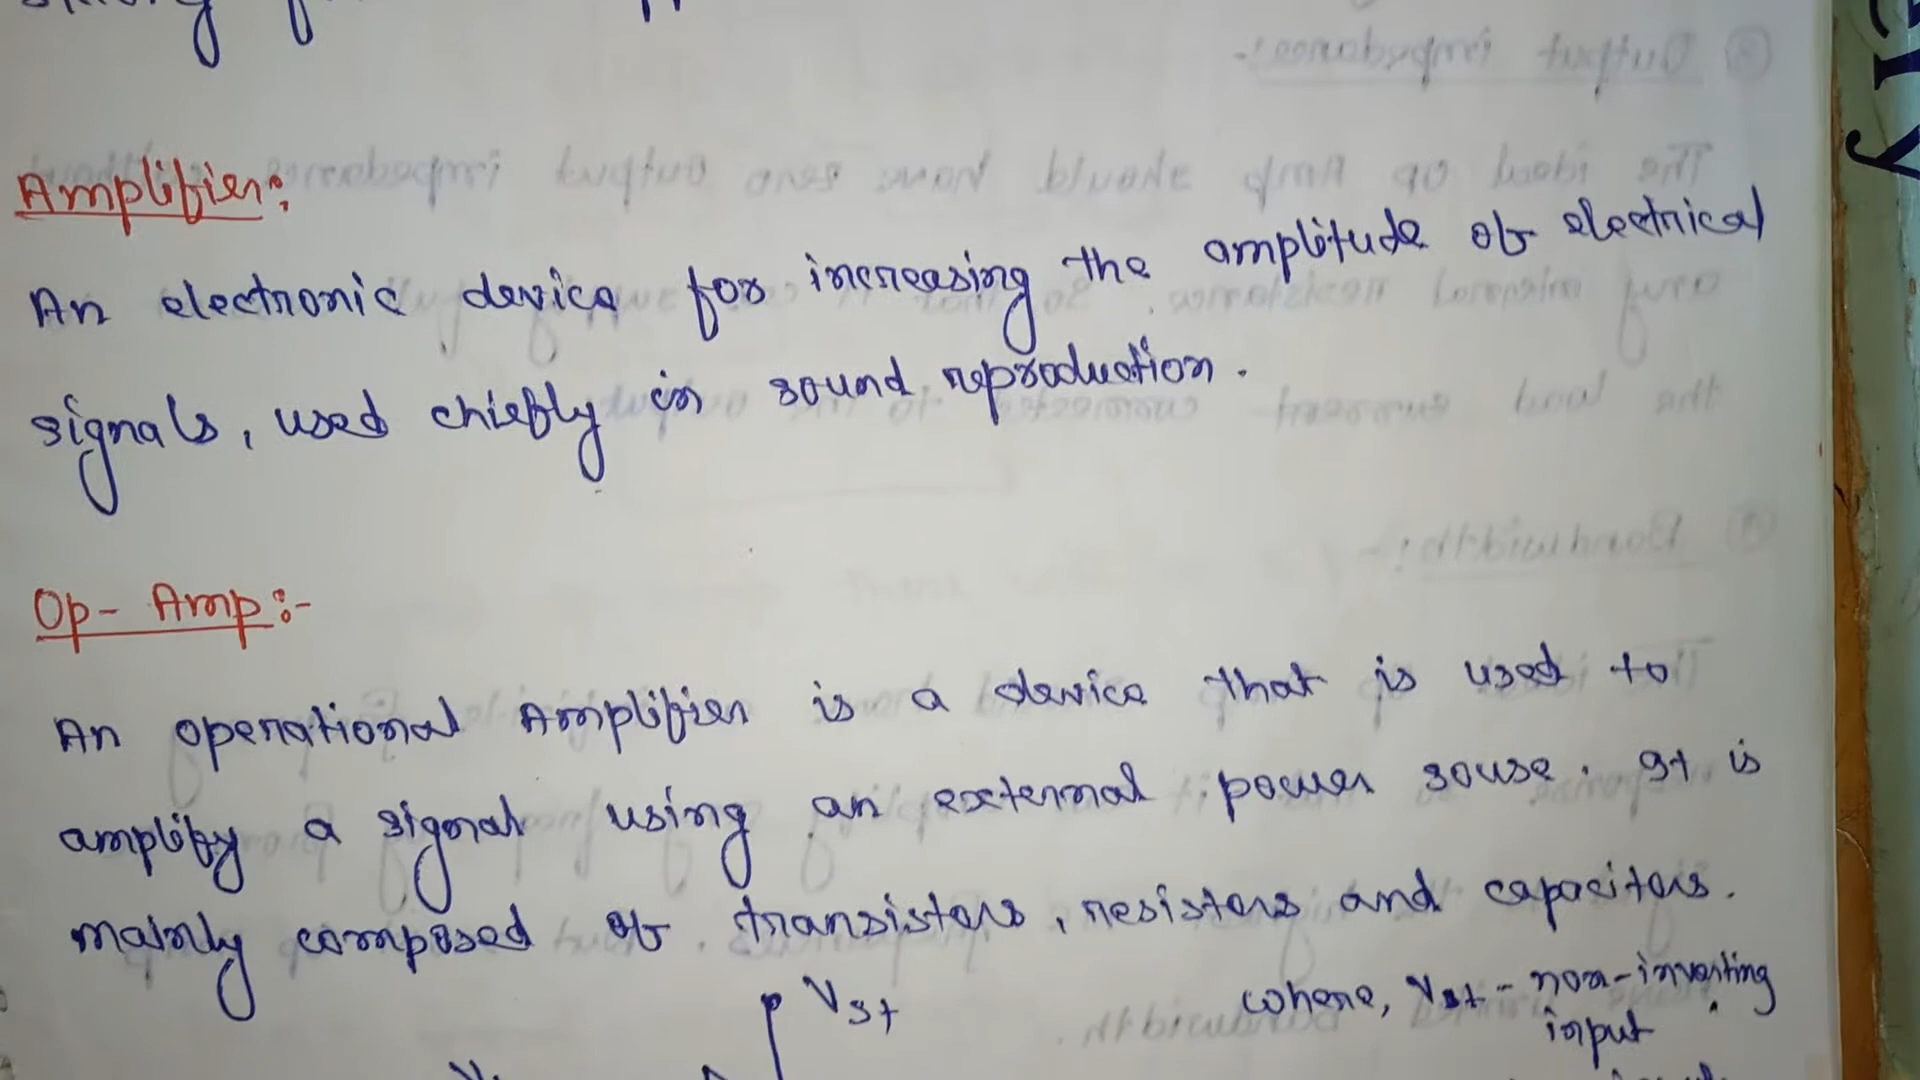 Amplifier:
An electronic device for increasing the amplitude of electrical
signals, used chiefly in sound reproduction.
Op-Amp:-
An operational Amplifier is a device that is used to
amplify a signal using an external power souse. It is
mainly composed of transistors, resistors and capacitors.
Vs+ where, Vs+ - non-inverting
input